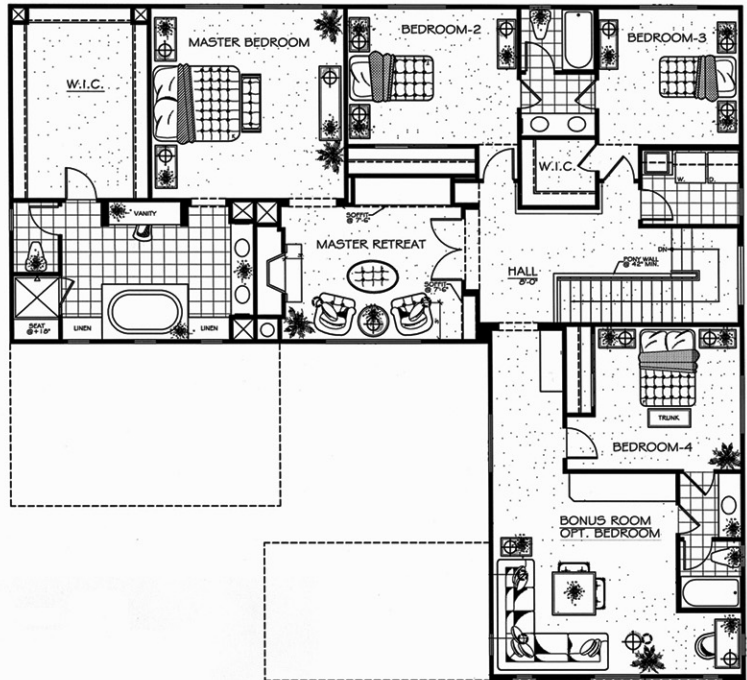 W.I.C.
MASTER BEDROOM
BEDROOM-2
BEDROOM-3
W.I.C.
W.
D.
VANITY
SOFFIT
@ 7'-6"
MASTER RETREAT
SOFFIT
@ 7'-6"
HALL
8'-0"
PONY WALL
@ 42" MIN.
DN
SEAT
@+18"
LINEN
LINEN
TRUNK
BEDROOM-4
BONUS ROOM
OPT. BEDROOM